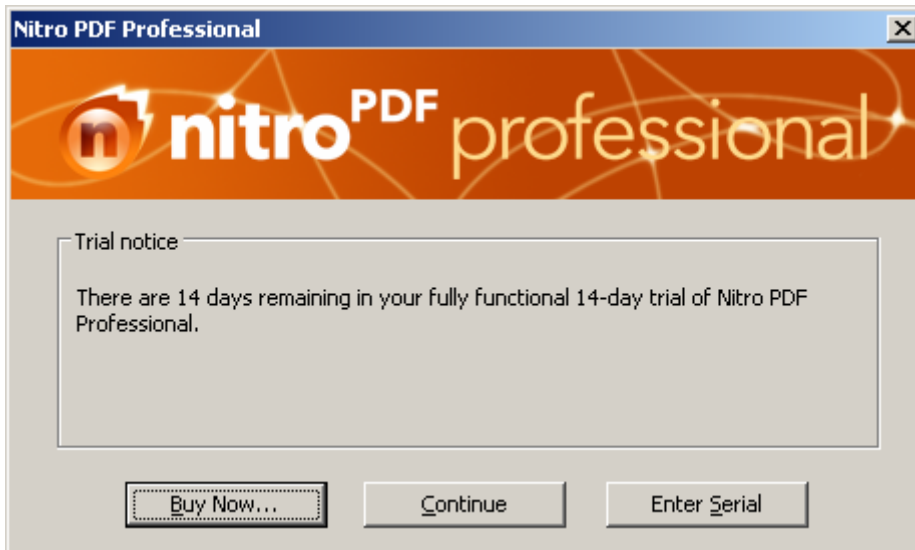 Nitro PDF Professional
n nitro PDF professional
Trial notice
There are 14 days remaining in your fully functional 14-day trial of Nitro PDF
Professional.
Buy Now... Continue Enter Serial